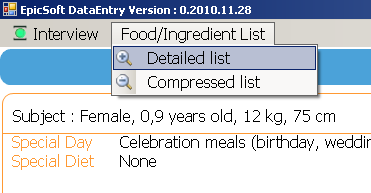 EpicSoft DataEntry Version : 0.2010.11.28
Interview Food/Ingredient List
Detailed list
Compressed list
Subject : Female, 0,9 years old, 12 kg, 75 cm
Special Day Celebration meals (birthday, weddin
Special Diet None